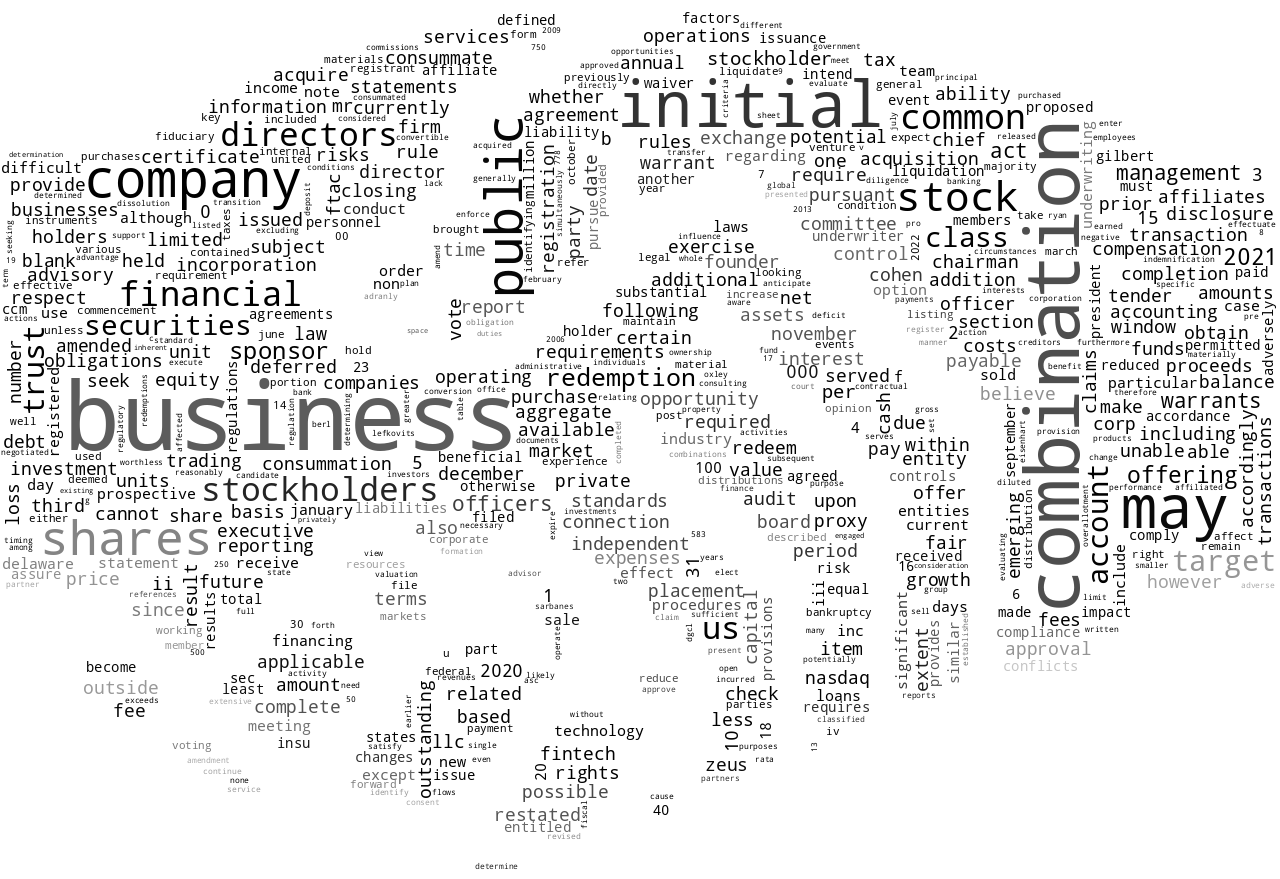 defined
factors
different
services
form
2009
operations
issuance
commissions
750
materials
consummate
opportunities
government
stockholder
tax
registrant
affiliate
annual
approved
meet
acquire
statements
previously
directly
waiver
liquidate
9
intend
team
principal
income
note
consummated
whether
evaluate
general
ability
purchased
information
mr
currently
agreement
initial
criteria
sheet
event
proposed
key
included
considered
july
common
fiduciary
directors
firm
convertible
public
liability
b
rules
exchange
potential
expect
chief
released
enter
employees
determination
purchases
certificate
internal
united
risks
rule
acquired
million
october
warrant
regarding
venture
v
one
acquisition
act
majority
underwriting
gilbert
difficult
conditions
director
lack
generally
registration
simultaneously
778
date
another
7
global
require
liquidation
banking
management
3
provide
company
determined
dissolution
transition
deposit
ftac
closing
identifying
party
pursue
provided
year
presented
pursuant
diligence
stock
must
affiliates
businesses
although
listed
0
issued
conduct
enforce
2013
condition
members
take
ryan
prior
15
disclosure
instruments
support
taxes
excluding
personnel
brought
laws
committee
pro
class
circumstances
march
earned
effectuate
8
holders
limited
contained
subject
00
amend
time
refer
influence
underwriter
2022
chairman
negative
transaction
seeking
19
various
advantage
legal
whole
exercise
control
combination
compensation
2021
blank
held
incorporation
order
february
founder
looking
anticipate
cohen
addition
interests
indemnification
term
advisory
requirement
non
plan
additional
substantial
increase
aware
net
option
payments
officer
corporation
president
completion
specific
paid
effective
respect
financial
adranly
vote
report
following
assets
deficit
listing
tender
amounts
ccm
use
commencement
agreements
obligation
duties
2006
holder
maintain
certain
november
register
manner
section
2
action
accounting
case
pre
actions
securities
june
law
space
requirements
material
events
costs
creditors
furthermore
window
obtain
adversely
unless
amended
inherent
standard
c
sponsor
hold
administrative
individuals
ownership
oxley
consulting
fund
17
interest
payable
benefit
claims
funds
permitted
materially
number
trust
obligations
unit
execute
deferred
23
operating
redemption
000
served
f
sold
reduced
proceeds
seek
equity
portion
bank
companies
conversion
office
purchase
relating
opportunity
court
per
contractual
cash
believe
particular
balance
therefore
well
registered
business
regulatory
redemptions
affected
regulations
14
regulation
berl
determining
lefkovits
greater
table
aggregate
post
property
required
opinion
due
gross
set
september
eisenhart
provision
make
warrants
debt
negotiated
available
documents
completed
industry
activities
4
serves
within
corp
accordance
used
worthless
trading
consummation
beneficial
market
combinations
redeem
subsequent
pay
entity
products
including
accordingly
transactions
investment
deemed
reasonably
candidate
5
investors
december
experience
100
value
agreed
controls
change
unable
able
loss
day
units
otherwise
private
distributions
finance
purpose
diluted
account
performance
affiliated
offering
existing
prospective
stockholders
officers
standards
audit
upon
offer
emerging
distribution
overallotment
may
third
g
cannot
share
basis
january
liabilities
filed
expire
investments
583
board
proxy
entities
either
privately
also
necessary
connection
described
engaged
current
comply
affect
timing
among
shares
executive
corporate
independent
period
fair
evaluating
remain
delaware
statement
250
reporting
view
formation
expenses
31
years
risk
received
right
smaller
target
assure
partner
price
ii
receive
state
resources
valuation
advisor
effect
elect
16
consideration
growth
however
adverse
references
future
file
two
placement
iii
equal
group
6
include
since
result
results
total
full
terms
markets
1
sarbanes
procedures
sufficient
capital
provisions
bankruptcy
sell
days
made
limit
impact
working
member
500
30
forth
financing
sale
operate
claim
dgcl
us
many
inc
significant
extent
provides
similar
established
fees
compliance
written
become
exceeds
applicable
activity
u
part
present
item
potentially
approval
conflicts
outside
sec
least
amount
need
federal
revenues
2020
asc
likely
reduce
approve
open
incurred
check
nasdaq
loans
fee
extensive
complete
50
earlier
outstanding
related
parties
requires
reports
meeting
based
without
less
classified
voting
insu
states
satisfy
payment
technology
10
18
iv
amendment
changes
llc
single
fintech
purposes
13
continue
except
new
even
20
rights
zeus
rata
none
service
forward
identify
issue
flows
possible
partners
consent
cause
40
restated
fiscal
entitled
revised
determine